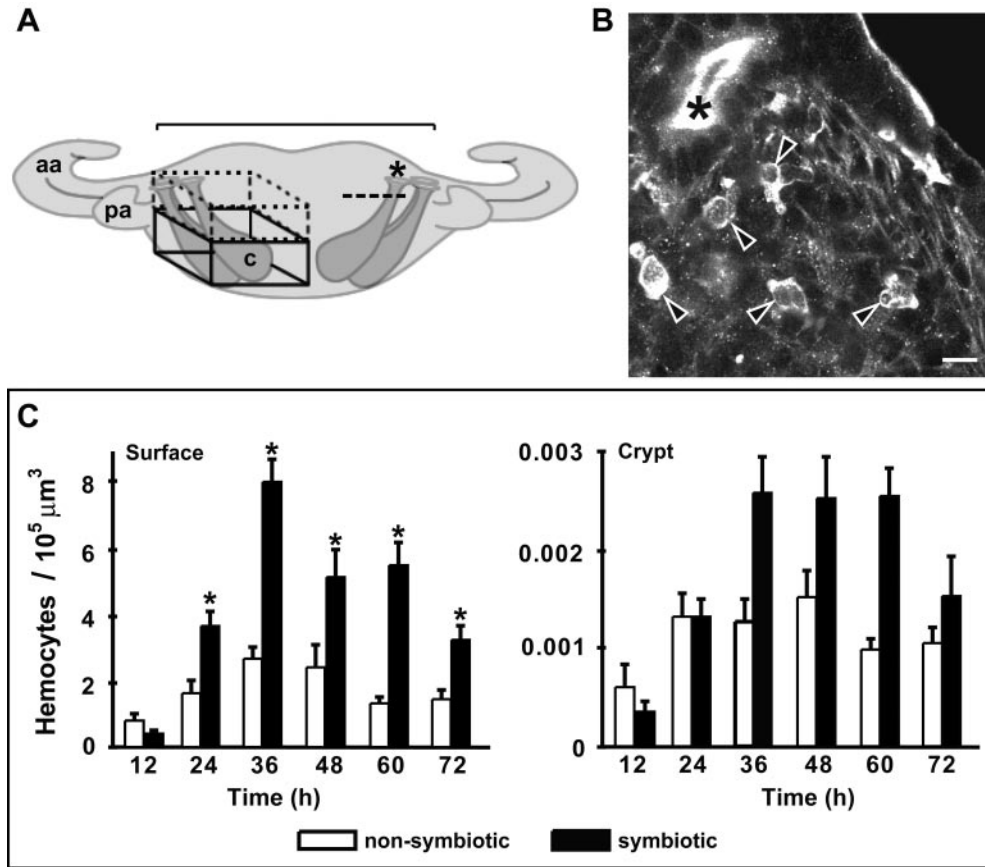 A
aa
pa
c
*
B
*
C
Surface
Hemocytes / 10⁵ μm³
8
6
4
2
0
*
*
*
*
*
12 24 36 48 60 72
Time (h)
Crypt
0.003
0.002
0.001
0
12 24 36 48 60 72
Time (h)
non-symbiotic
symbiotic